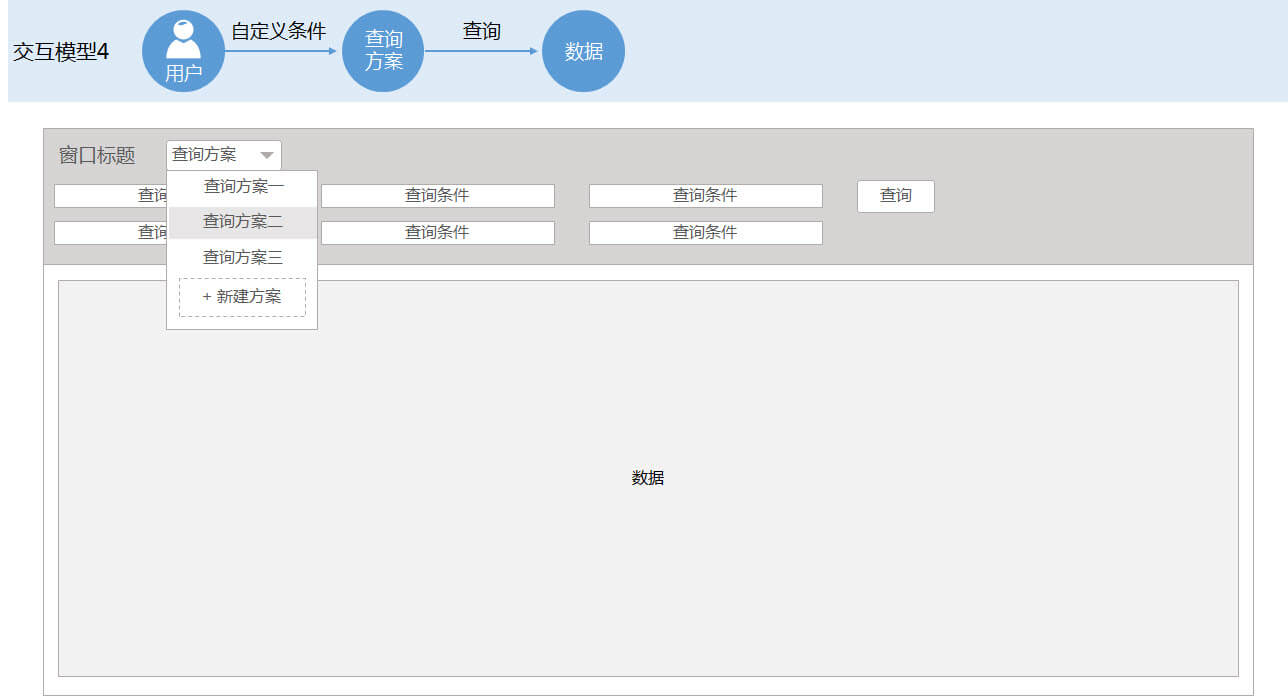 交互模型4
用户
自定义条件
查询
方案
查询
数据
窗口标题
查询方案
查询
查询条件
查询条件
查询
查询
查询条件
查询条件
查询方案一
查询方案二
查询方案三
+ 新建方案
数据